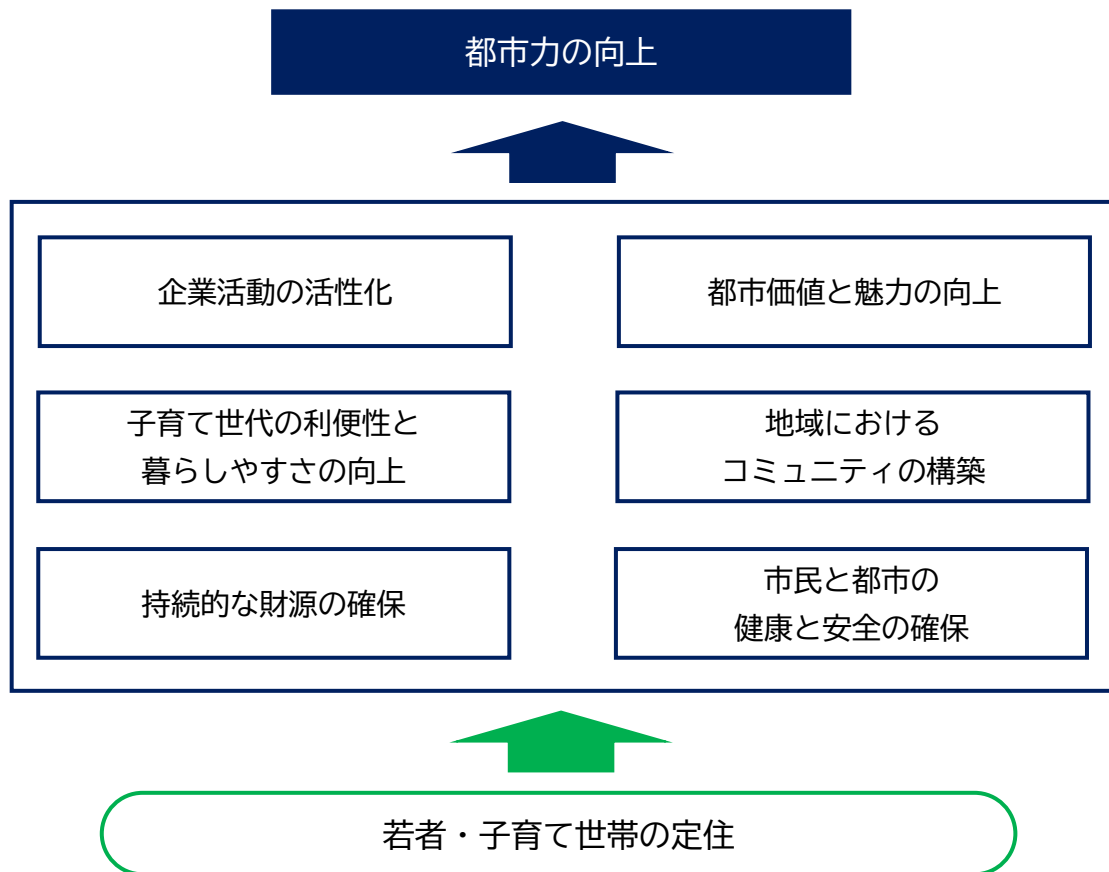 都市力の向上
企業活動の活性化
都市価値と魅力の向上
子育て世代の利便性と
暮らしやすさの向上
地域における
コミュニティの構築
持続的な財源の確保
市民と都市の
健康と安全の確保
若者・子育て世帯の定住